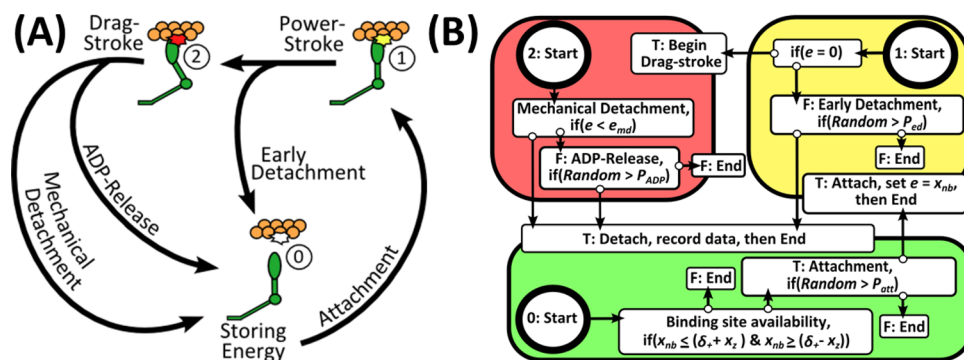 (A)
Drag-
Stroke
2
Power-
Stroke
1
Early
Detachment
ADP-Release
Mechanical
Detachment
0
Storing
Energy
Attachment
(B)
2: Start
T: Begin
Drag-stroke
if(e = 0)
1: Start
Mechanical Detachment,
if(e < e_md)
F: Early Detachment,
if(Random > P_ed)
F: ADP-Release,
if(Random > P_ADP)
F: End
F: End
T: Attach, set e = x_nb,
then End
T: Detach, record data, then End
F: End
T: Attachment,
if(Random > P_att)
0: Start
Binding site availability,
if(x_nb ≤ (δ_+ + x_z) & x_nb ≥ (δ_+ - x_z))
F: End